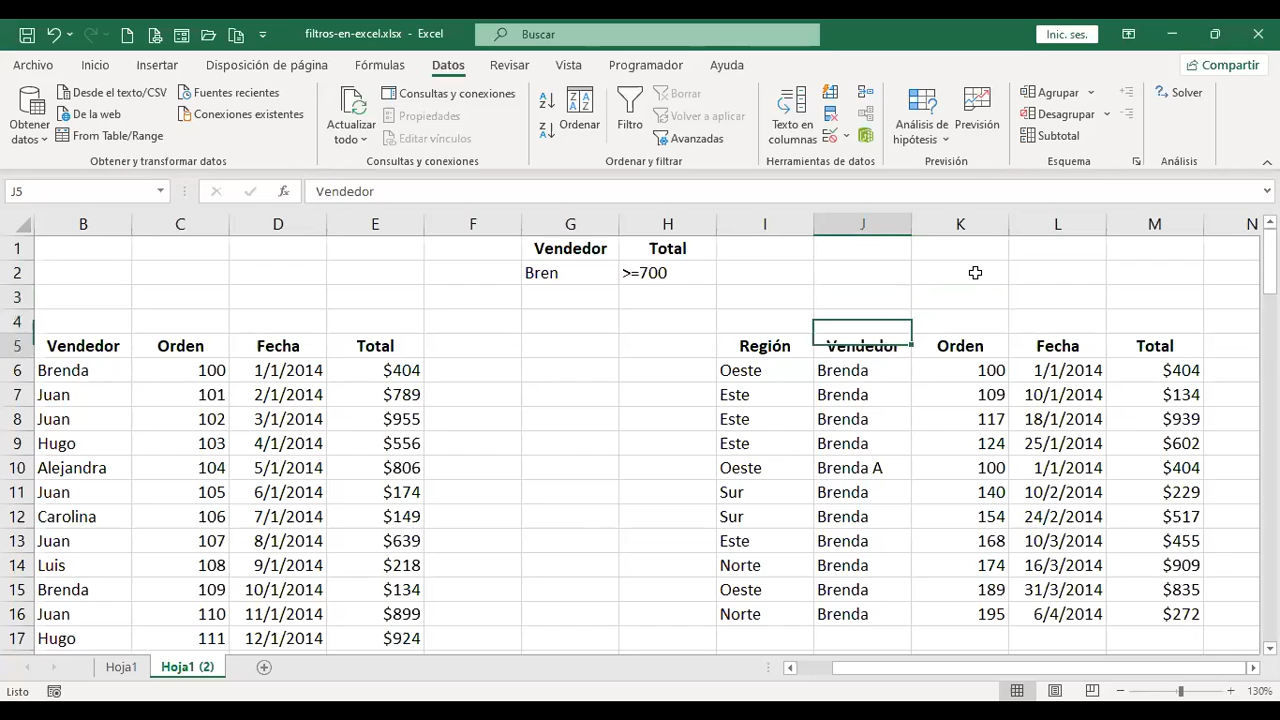 filtros-en-excel.xlsx - Excel
Buscar
Inic. ses.
Archivo Inicio Insertar Disposición de página Fórmulas Datos Revisar Vista Programador Ayuda
Compartir
Obtener datos
Desde el texto/CSV
De la web
From Table/Range
Fuentes recientes
Conexiones existentes
Obtener y transformar datos
Actualizar todo
Consultas y conexiones
Propiedades
Editar vínculos
Consultas y conexiones
Ordenar
Filtro
Borrar
Volver a aplicar
Avanzadas
Ordenar y filtrar
Texto en columnas
Herramientas de datos
Análisis de hipótesis
Previsión
Previsión
Agrupar
Desagrupar
Subtotal
Esquema
Solver
Análisis
J5 Vendedor
B C D E F G H I J K L M N
1 Vendedor Total
2 Bren >=700
3
4
5 Vendedor Orden Fecha Total Región Vendedor Orden Fecha Total
6 Brenda 100 1/1/2014 $404 Oeste Brenda 100 1/1/2014 $404
7 Juan 101 2/1/2014 $789 Este Brenda 109 10/1/2014 $134
8 Juan 102 3/1/2014 $955 Este Brenda 117 18/1/2014 $939
9 Hugo 103 4/1/2014 $556 Este Brenda 124 25/1/2014 $602
10 Alejandra 104 5/1/2014 $806 Oeste Brenda A 100 1/1/2014 $404
11 Juan 105 6/1/2014 $174 Sur Brenda 140 10/2/2014 $229
12 Carolina 106 7/1/2014 $149 Sur Brenda 154 24/2/2014 $517
13 Juan 107 8/1/2014 $639 Este Brenda 168 10/3/2014 $455
14 Luis 108 9/1/2014 $218 Norte Brenda 174 16/3/2014 $909
15 Brenda 109 10/1/2014 $134 Oeste Brenda 189 31/3/2014 $835
16 Juan 110 11/1/2014 $899 Norte Brenda 195 6/4/2014 $272
17 Hugo 111 12/1/2014 $924
Hoja1 Hoja1 (2)
Listo
130%